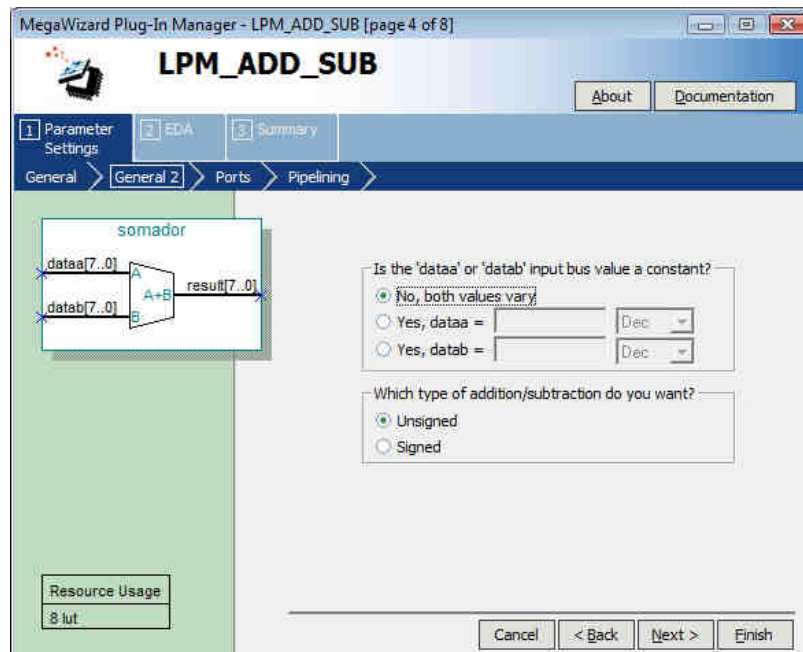 MegaWizard Plug-In Manager - LPM_ADD_SUB [page 4 of 8]
LPM_ADD_SUB
About
Documentation
1 Parameter Settings
2 EDA
3 Summary
General
General 2
Ports
Pipelining
somador
dataa[7..0]
A
A+B
result[7..0]
datab[7..0]
B
Is the 'dataa' or 'datab' input bus value a constant?
No, both values vary
Yes, dataa =
Dec
Yes, datab =
Dec
Which type of addition/subtraction do you want?
Unsigned
Signed
Resource Usage
8 lut
Cancel
< Back
Next >
Finish